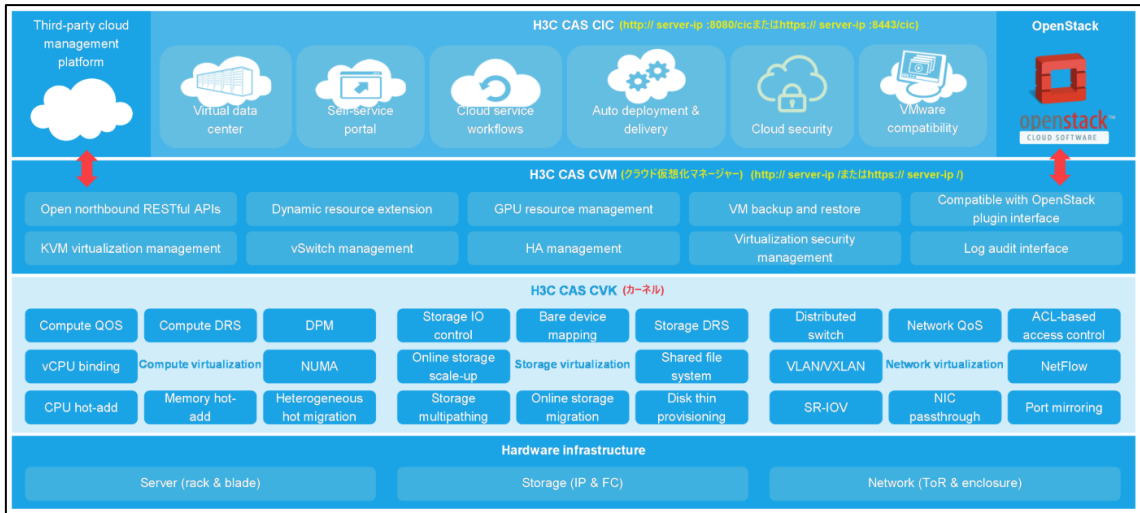 Third-party cloud
management
platform
H3C CAS CIC (http:// server-ip :8080/cicまたはhttps:// server-ip :8443/cic)
OpenStack
Virtual data
center
Self-service
portal
Cloud service
workflows
Auto deployment &
delivery
Cloud security
VMware
compatibility
openstack™
CLOUD SOFTWARE
H3C CAS CVM (クラウド仮想化マネージャー) (http:// server-ip /またはhttps:// server-ip /)
Open northbound RESTful APIs
Dynamic resource extension
GPU resource management
VM backup and restore
Compatible with OpenStack
plugin interface
KVM virtualization management
vSwitch management
HA management
Virtualization security
management
Log audit interface
H3C CAS CVK (カーネル)
Compute QOS
Compute DRS
DPM
vCPU binding
Compute virtualization
NUMA
CPU hot-add
Memory hot-
add
Heterogeneous
hot migration
Storage IO
control
Bare device
mapping
Storage DRS
Online storage
scale-up
Storage virtualization
Shared file
system
Storage
multipathing
Online storage
migration
Disk thin
provisioning
Distributed
switch
Network QoS
ACL-based
access control
VLAN/VXLAN
Network virtualization
NetFlow
SR-IOV
NIC
passthrough
Port mirroring
Hardware infrastructure
Server (rack & blade)
Storage (IP & FC)
Network (ToR & enclosure)